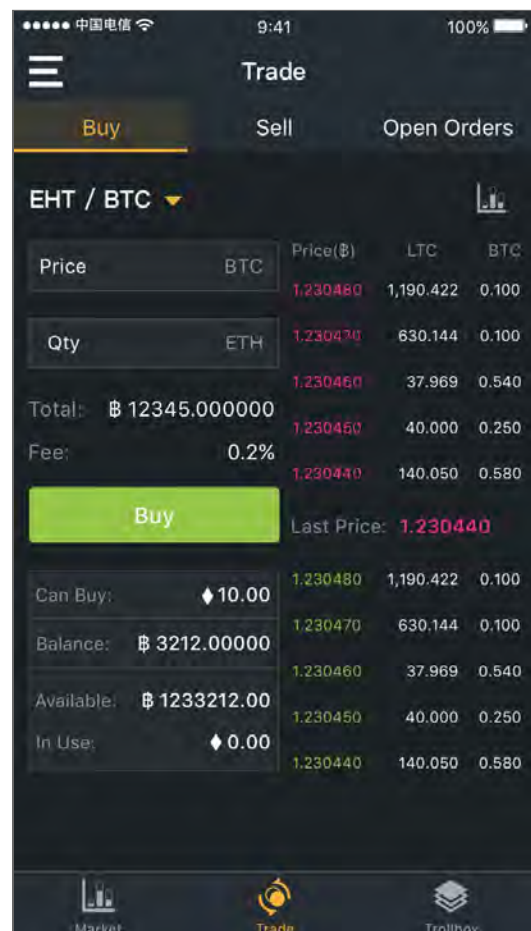 中国电信 9:41 100%
Trade
Buy Sell Open Orders
EHT / BTC
Price BTC
Qty ETH
Total: ฿ 12345.000000
Fee: 0.2%
Buy
Can Buy: ♦10.00
Balance: ฿ 3212.00000
Available: ฿ 1233212.00
In Use: ♦0.00
Price(฿) LTC BTC
1.230480 1,190.422 0.100
1.230470 630.144 0.100
1.230460 37.969 0.540
1.230450 40.000 0.250
1.230440 140.050 0.580
Last Price: 1.230440
1.230480 1,190.422 0.100
1.230470 630.144 0.100
1.230460 37.969 0.540
1.230450 40.000 0.250
1.230440 140.050 0.580
Market Trade Trollbox